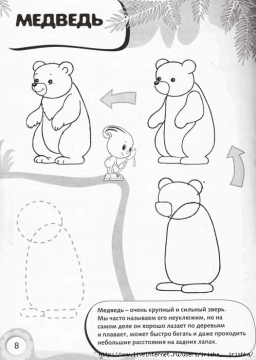 МЕДВЕДЬ
Медведь – очень крупный и сильный зверь.
Мы часто называем его неуклюжим, но на
самом деле он хорошо лазает по деревьям
и плавает, может быстро бегать и даже проходить
небольшие расстояния на задних лапах.
8